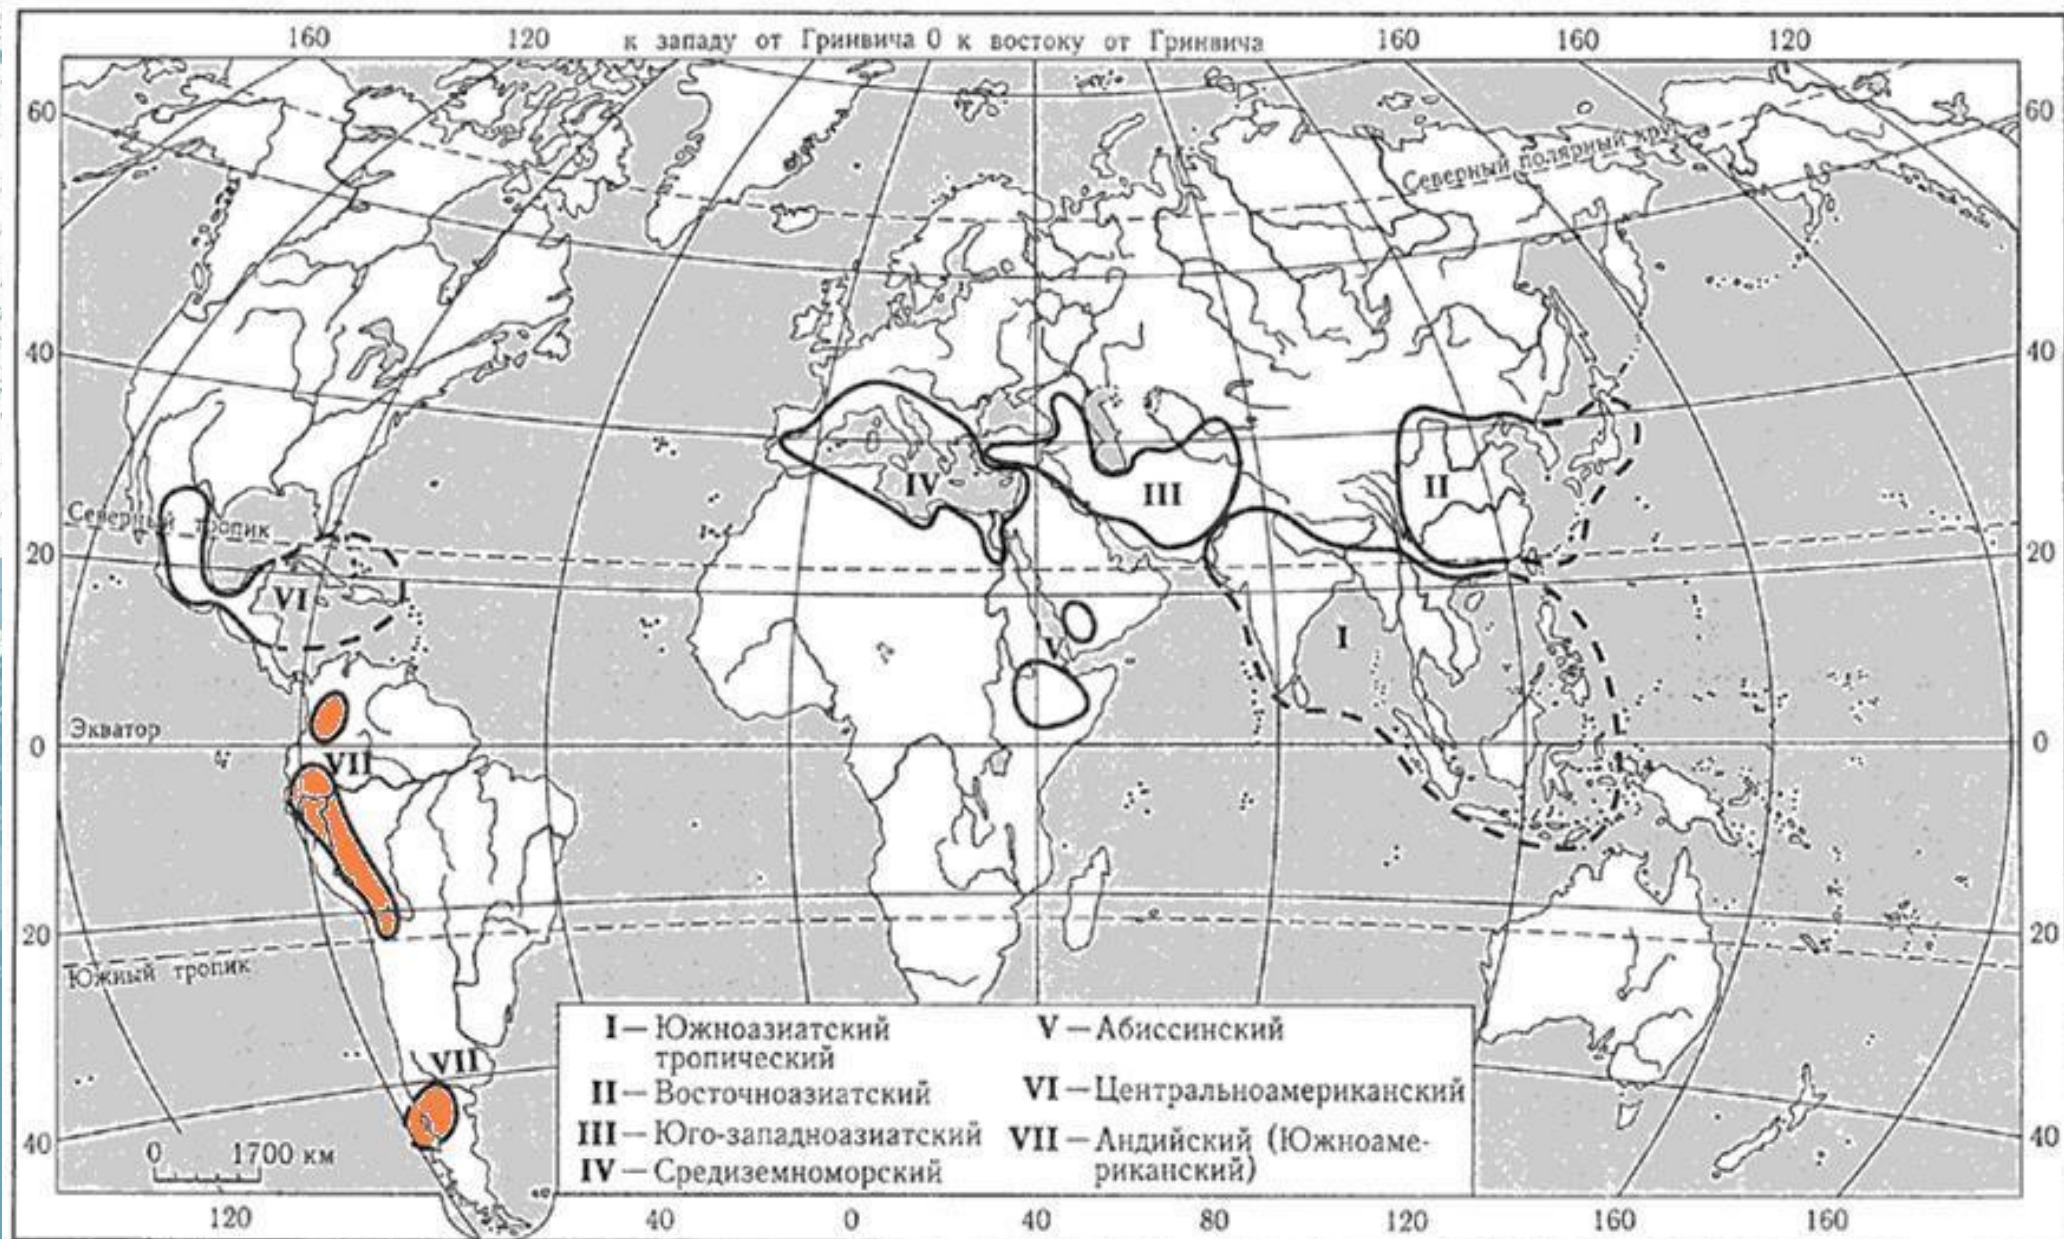 160 120 к западу от Гринвича 0 к востоку от Гринвича 160 160 120
60 60
Северный полярный круг
40 40
IV III II
Северный тропик
20 20
VI
V I
Экватор
0 0
VII
20 20
Южный тропик
VII
40 40
0 1700 км
I — Южноазиатский
тропический
II — Восточноазиатский
III — Юго-западноазиатский
IV — Средиземноморский
V — Абиссинский
VI — Центральноамериканский
VII — Андийский (Южноаме-
риканский)
120 40 0 40 80 120 160 160